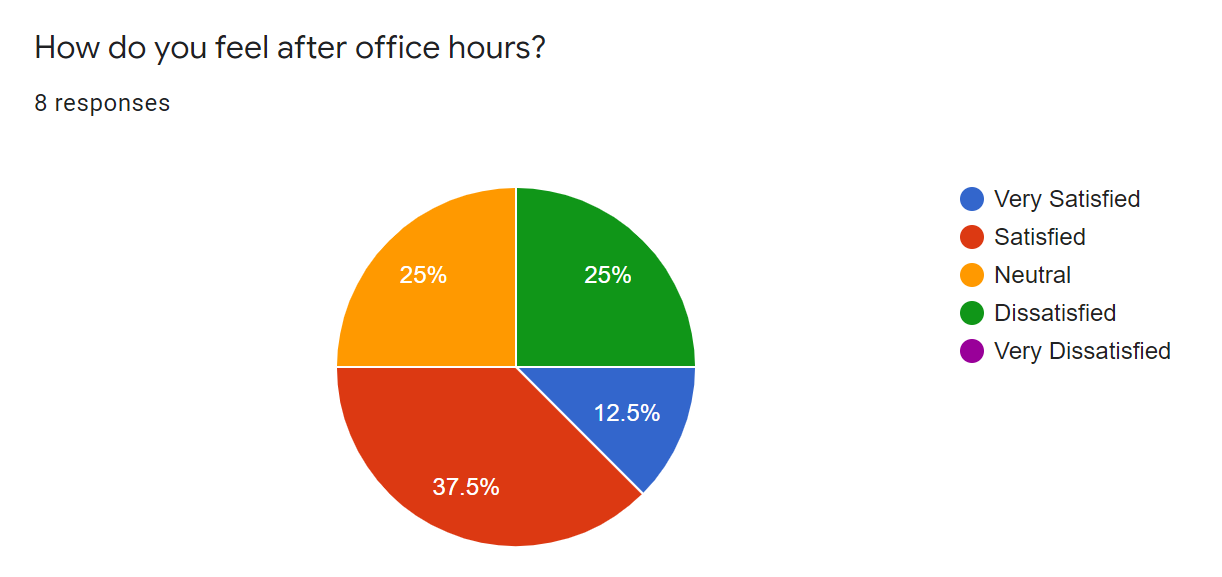 How do you feel after office hours?
8 responses
25%
25%
12.5%
37.5%
Very Satisfied
Satisfied
Neutral
Dissatisfied
Very Dissatisfied